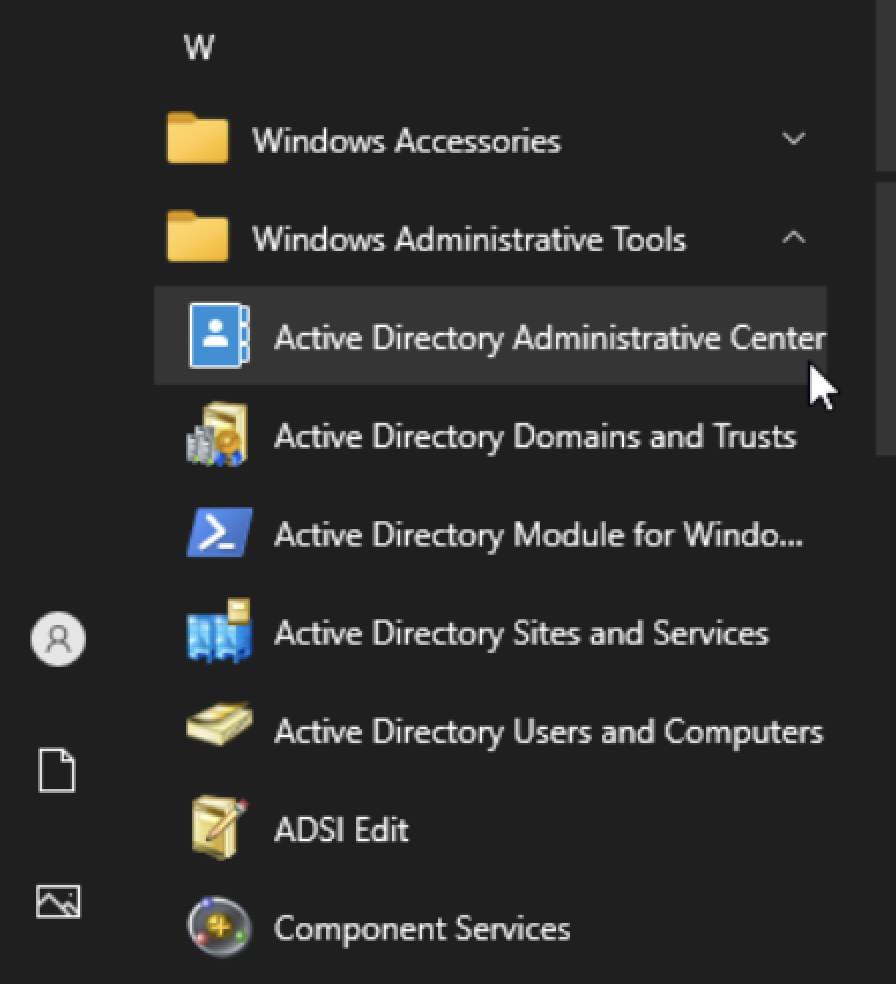 W
Windows Accessories
Windows Administrative Tools
Active Directory Administrative Center
Active Directory Domains and Trusts
Active Directory Module for Windo...
Active Directory Sites and Services
Active Directory Users and Computers
ADSI Edit
Component Services